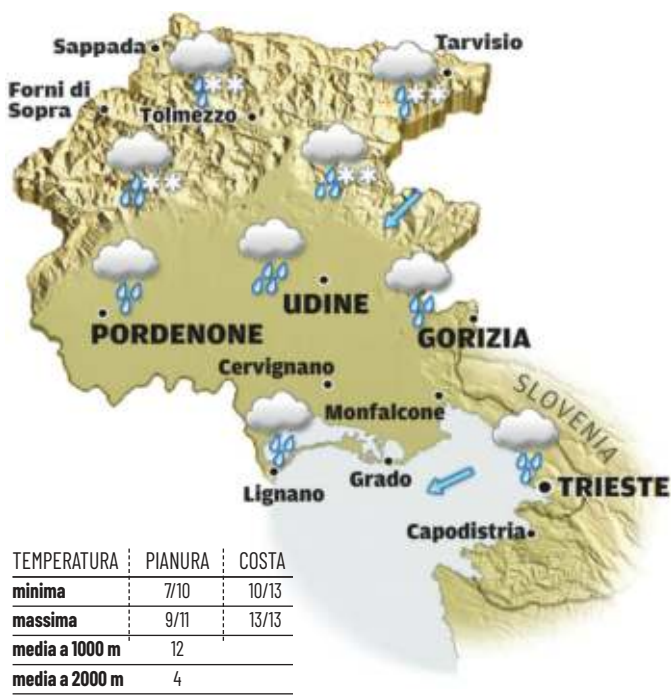 Sappada
Tarvisio
Forni di
Sopra
Tolmezzo
UDINE
PORDENONE
GORIZIA
Cervignano
SLOVENIA
Monfalcone
Lignano
Grado
TRIESTE
Capodistria
TEMPERATURA PIANURA COSTA
minima 7/10 10/13
massima 9/11 13/13
media a 1000 m 12
media a 2000 m 4